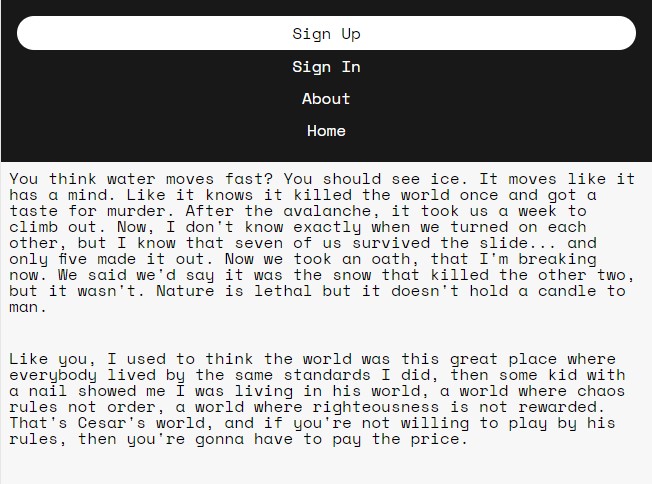 Sign Up
Sign In
About
Home
You think water moves fast? You should see ice. It moves like it
has a mind. Like it knows it killed the world once and got a
taste for murder. After the avalanche, it took us a week to
climb out. Now, I don't know exactly when we turned on each
other, but I know that seven of us survived the slide... and
only five made it out. Now we took an oath, that I'm breaking
now. We said we'd say it was the snow that killed the other two,
but it wasn't. Nature is lethal but it doesn't hold a candle to
man.
Like you, I used to think the world was this great place where
everybody lived by the same standards I did, then some kid with
a nail showed me I was living in his world, a world where chaos
rules not order, a world where righteousness is not rewarded.
That's Cesar's world, and if you're not willing to play by his
rules, then you're gonna have to pay the price.